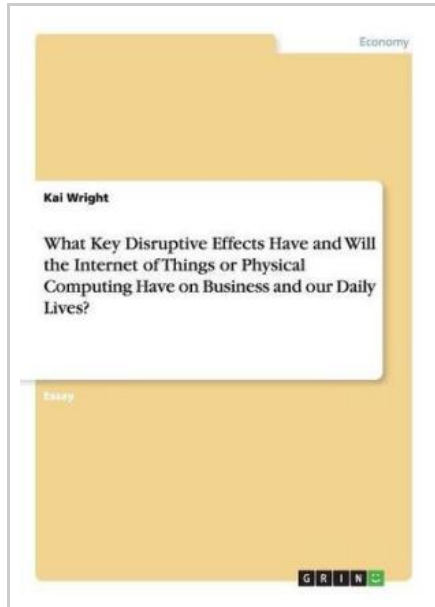 Economy
Kai Wright
What Key Disruptive Effects Have and Will
the Internet of Things or Physical
Computing Have on Business and our Daily
Lives?
Essay
GRIN